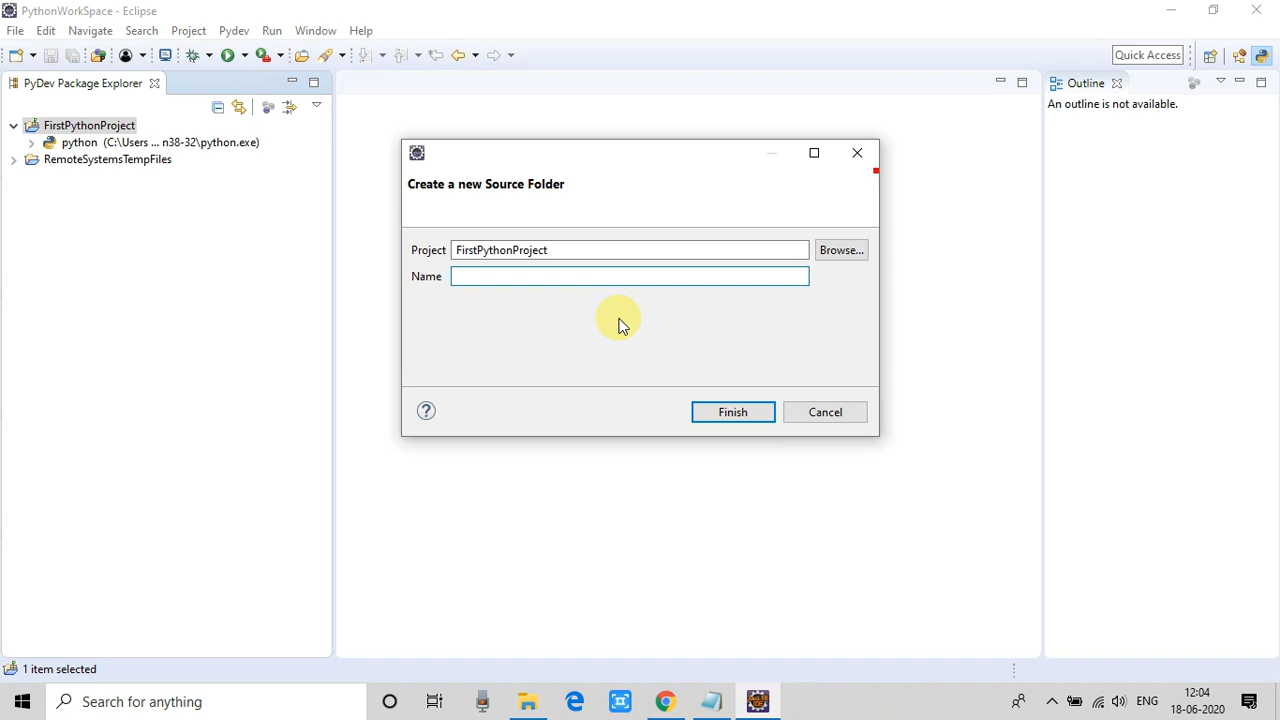 PythonWorkSpace - Eclipse
File Edit Navigate Search Project Pydev Run Window Help
Quick Access
PyDev Package Explorer
Outline
An outline is not available.
FirstPythonProject
python (C:\Users ... n38-32\python.exe)
RemoteSystemsTempFiles
Create a new Source Folder
Project FirstPythonProject Browse...
Name
? Finish Cancel
1 item selected
Search for anything
ENG
12:04
18-06-2020